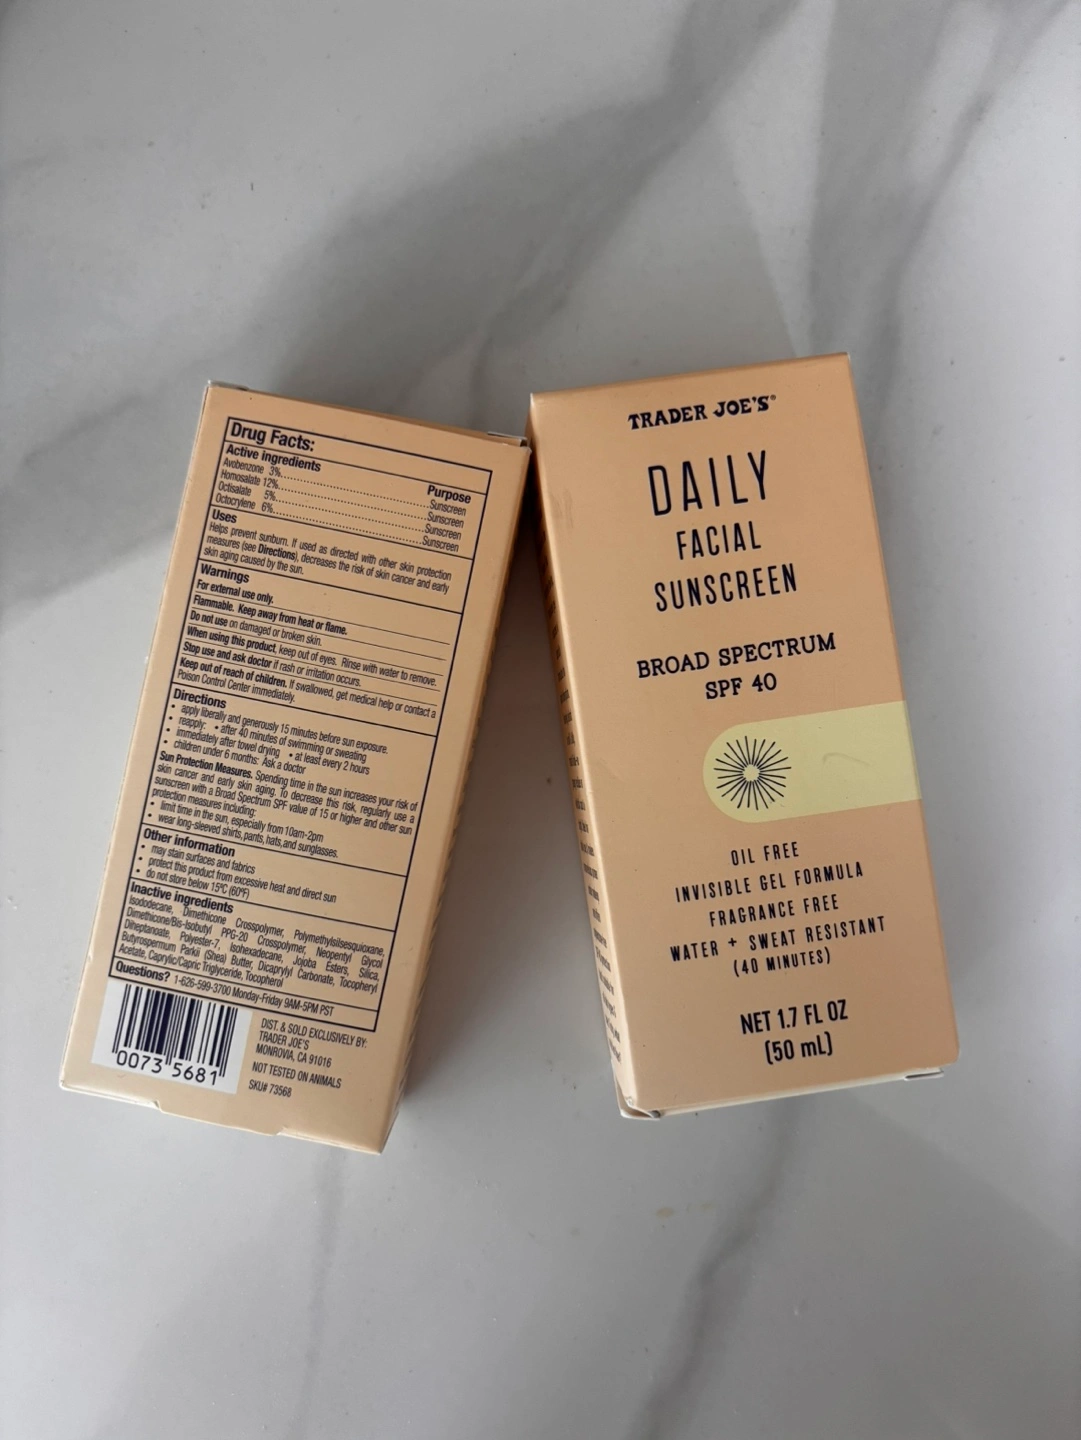 Drug Facts:
Active ingredients
Purpose
Avobenzone 3%..........Sunscreen
Homosalate 12%..........Sunscreen
Octisalate 5%..........Sunscreen
Octocrylene 6%..........Sunscreen
Uses
Helps prevent sunburn. If used as directed with other skin protection
measures (see Directions), decreases the risk of skin cancer and early
skin aging caused by the sun.
Warnings
For external use only.
Flammable. Keep away from heat or flame.
Do not use on damaged or broken skin.
When using this product, keep out of eyes. Rinse with water to remove.
Stop use and ask doctor if rash or irritation occurs.
Keep out of reach of children. If swallowed, get medical help or contact a
Poison Control Center immediately.
Directions
• apply liberally and generously 15 minutes before sun exposure.
• reapply: • after 40 minutes of swimming or sweating
• immediately after towel drying • at least every 2 hours
• children under 6 months: Ask a doctor
Sun Protection Measures. Spending time in the sun increases your risk of
skin cancer and early skin aging. To decrease this risk, regularly use a
sunscreen with a Broad Spectrum SPF value of 15 or higher and other sun
protection measures including:
• limit time in the sun, especially from 10am-2pm
• wear long-sleeved shirts, pants, hats, and sunglasses.
Other information
• may stain surfaces and fabrics
• protect this product from excessive heat and direct sun
• do not store below 15ºC (60ºF)
Inactive ingredients
Isododecane, Dimethicone Crosspolymer, Polymethylsilsesquioxane,
Dimethicone/Bis-Isobutyl PPG-20 Crosspolymer, Neopentyl Glycol
Diheptanoate, Polyester-7, Isohexadecane, Jojoba Esters, Silica,
Butyrospermum Parkii (Shea) Butter, Dicaprylyl Carbonate, Tocopheryl
Acetate, Caprylic/Capric Triglyceride, Tocopherol
Questions? 1-626-599-3700 Monday-Friday 9AM-5PM PST
0073 5681
DIST. & SOLD EXCLUSIVELY BY:
TRADER JOE'S
MONROVIA, CA 91016
NOT TESTED ON ANIMALS
SKU# 73568
TRADER JOE'S®
DAILY
FACIAL
SUNSCREEN
BROAD SPECTRUM
SPF 40
OIL FREE
INVISIBLE GEL FORMULA
FRAGRANCE FREE
WATER + SWEAT RESISTANT
(40 MINUTES)
NET 1.7 FL OZ
(50 mL)